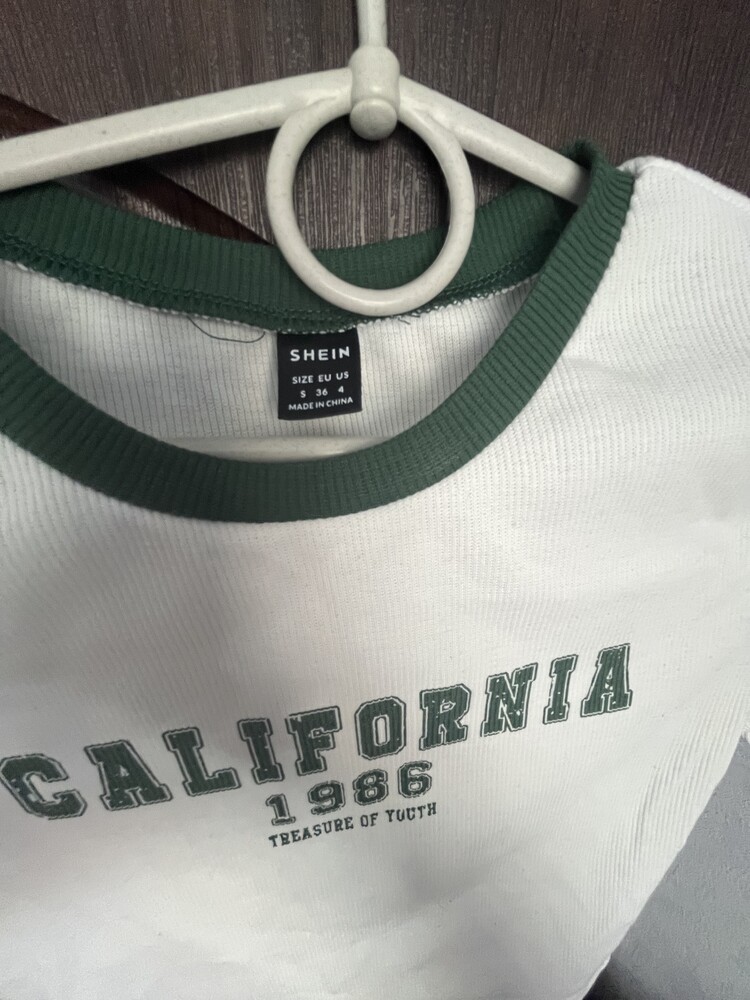 SHEIN
SIZE EU US
S 36 4
MADE IN CHINA
CALIFORNIA
1986
TREASURE OF YOUTH